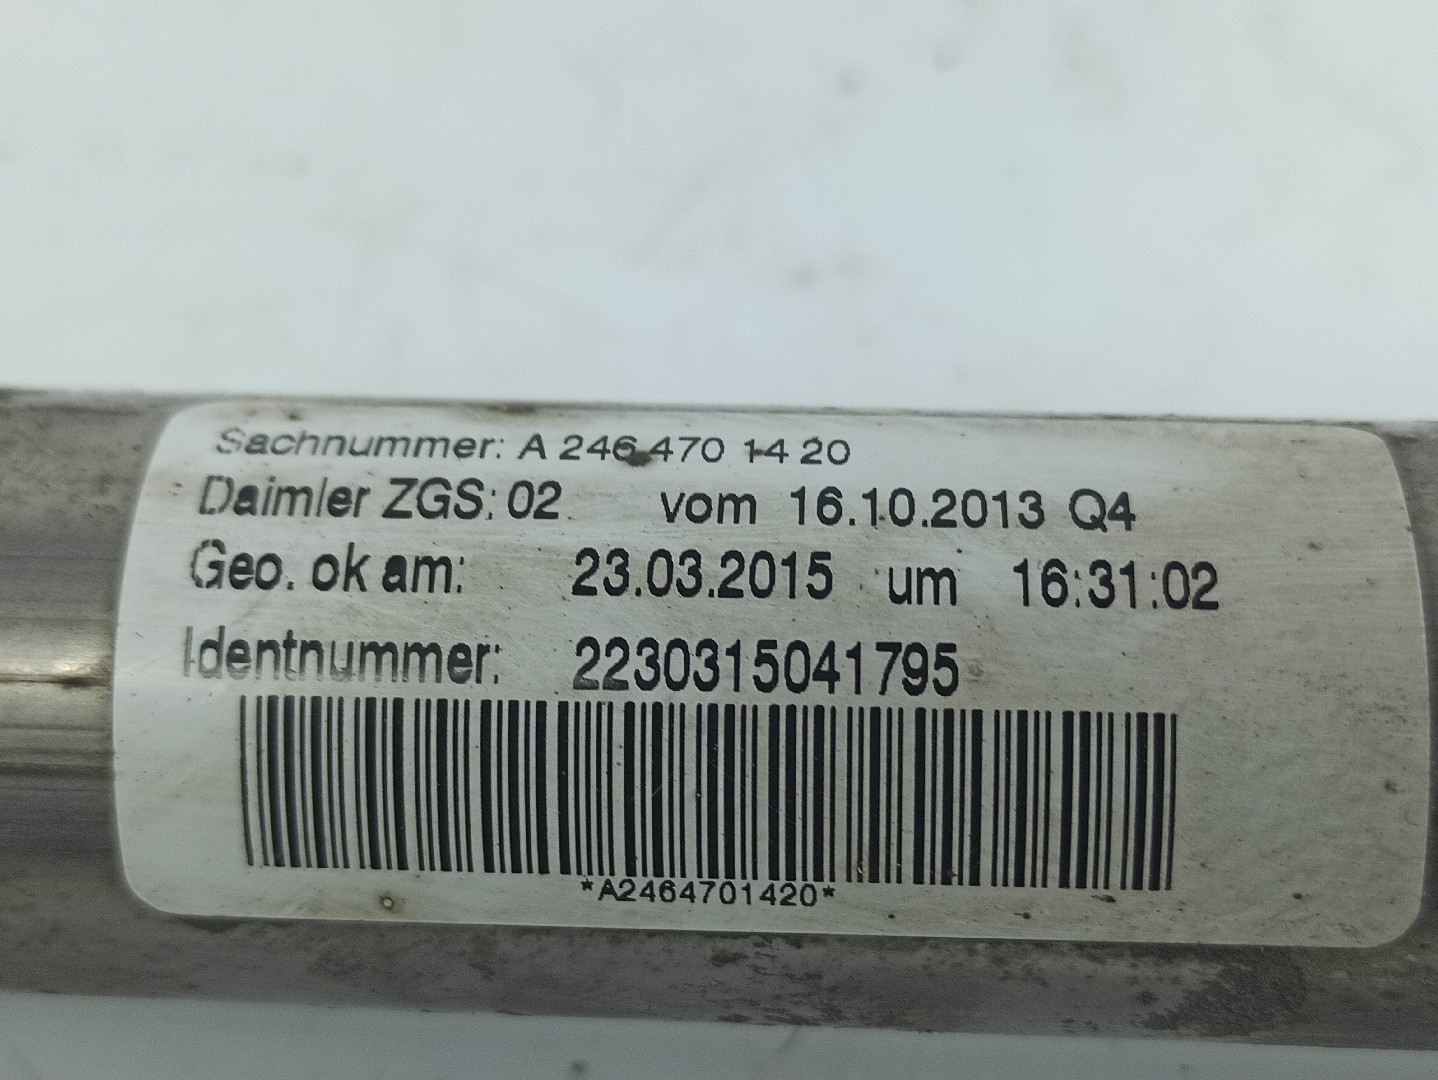 Sachnummer: A 246 470 14 20
Daimler ZGS: 02 vom 16.10.2013 Q4
Geo. ok am: 23.03.2015 um 16:31:02
Identnummer: 2230315041795
*A2464701420*